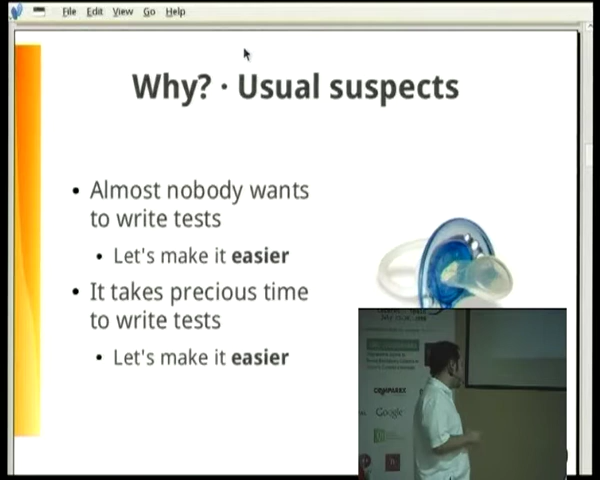 File Edit View Go Help
Why? · Usual suspects
• Almost nobody wants
to write tests
• Let's make it easier
• It takes precious time
to write tests
• Let's make it easier
Google